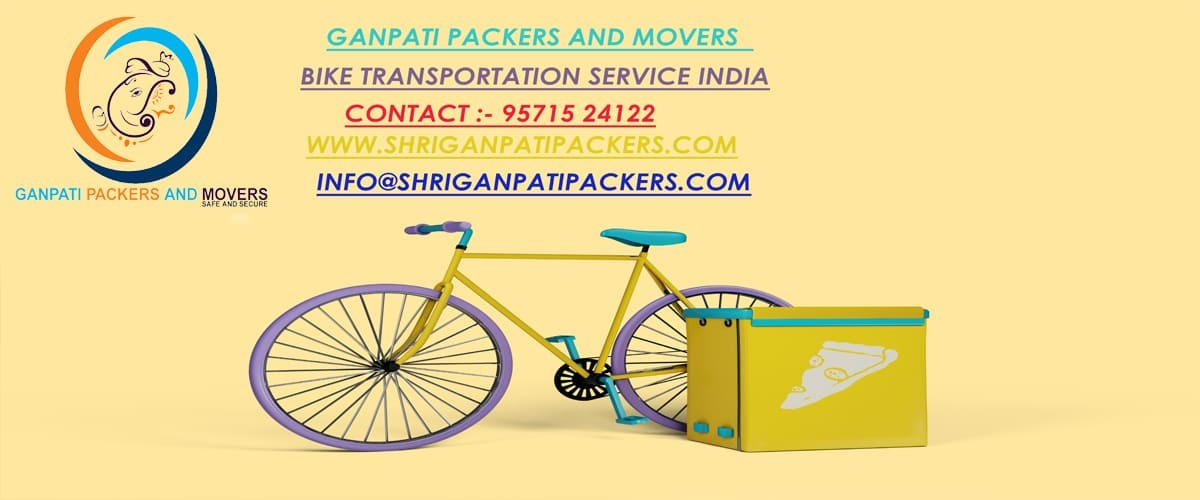 GANPATI PACKERS AND MOVERS
SAFE AND SECURE
GANPATI PACKERS AND MOVERS
BIKE TRANSPORTATION SERVICE INDIA
CONTACT :- 95715 24122
WWW.SHRIGANPATIPACKERS.COM
INFO@SHRIGANPATIPACKERS.COM